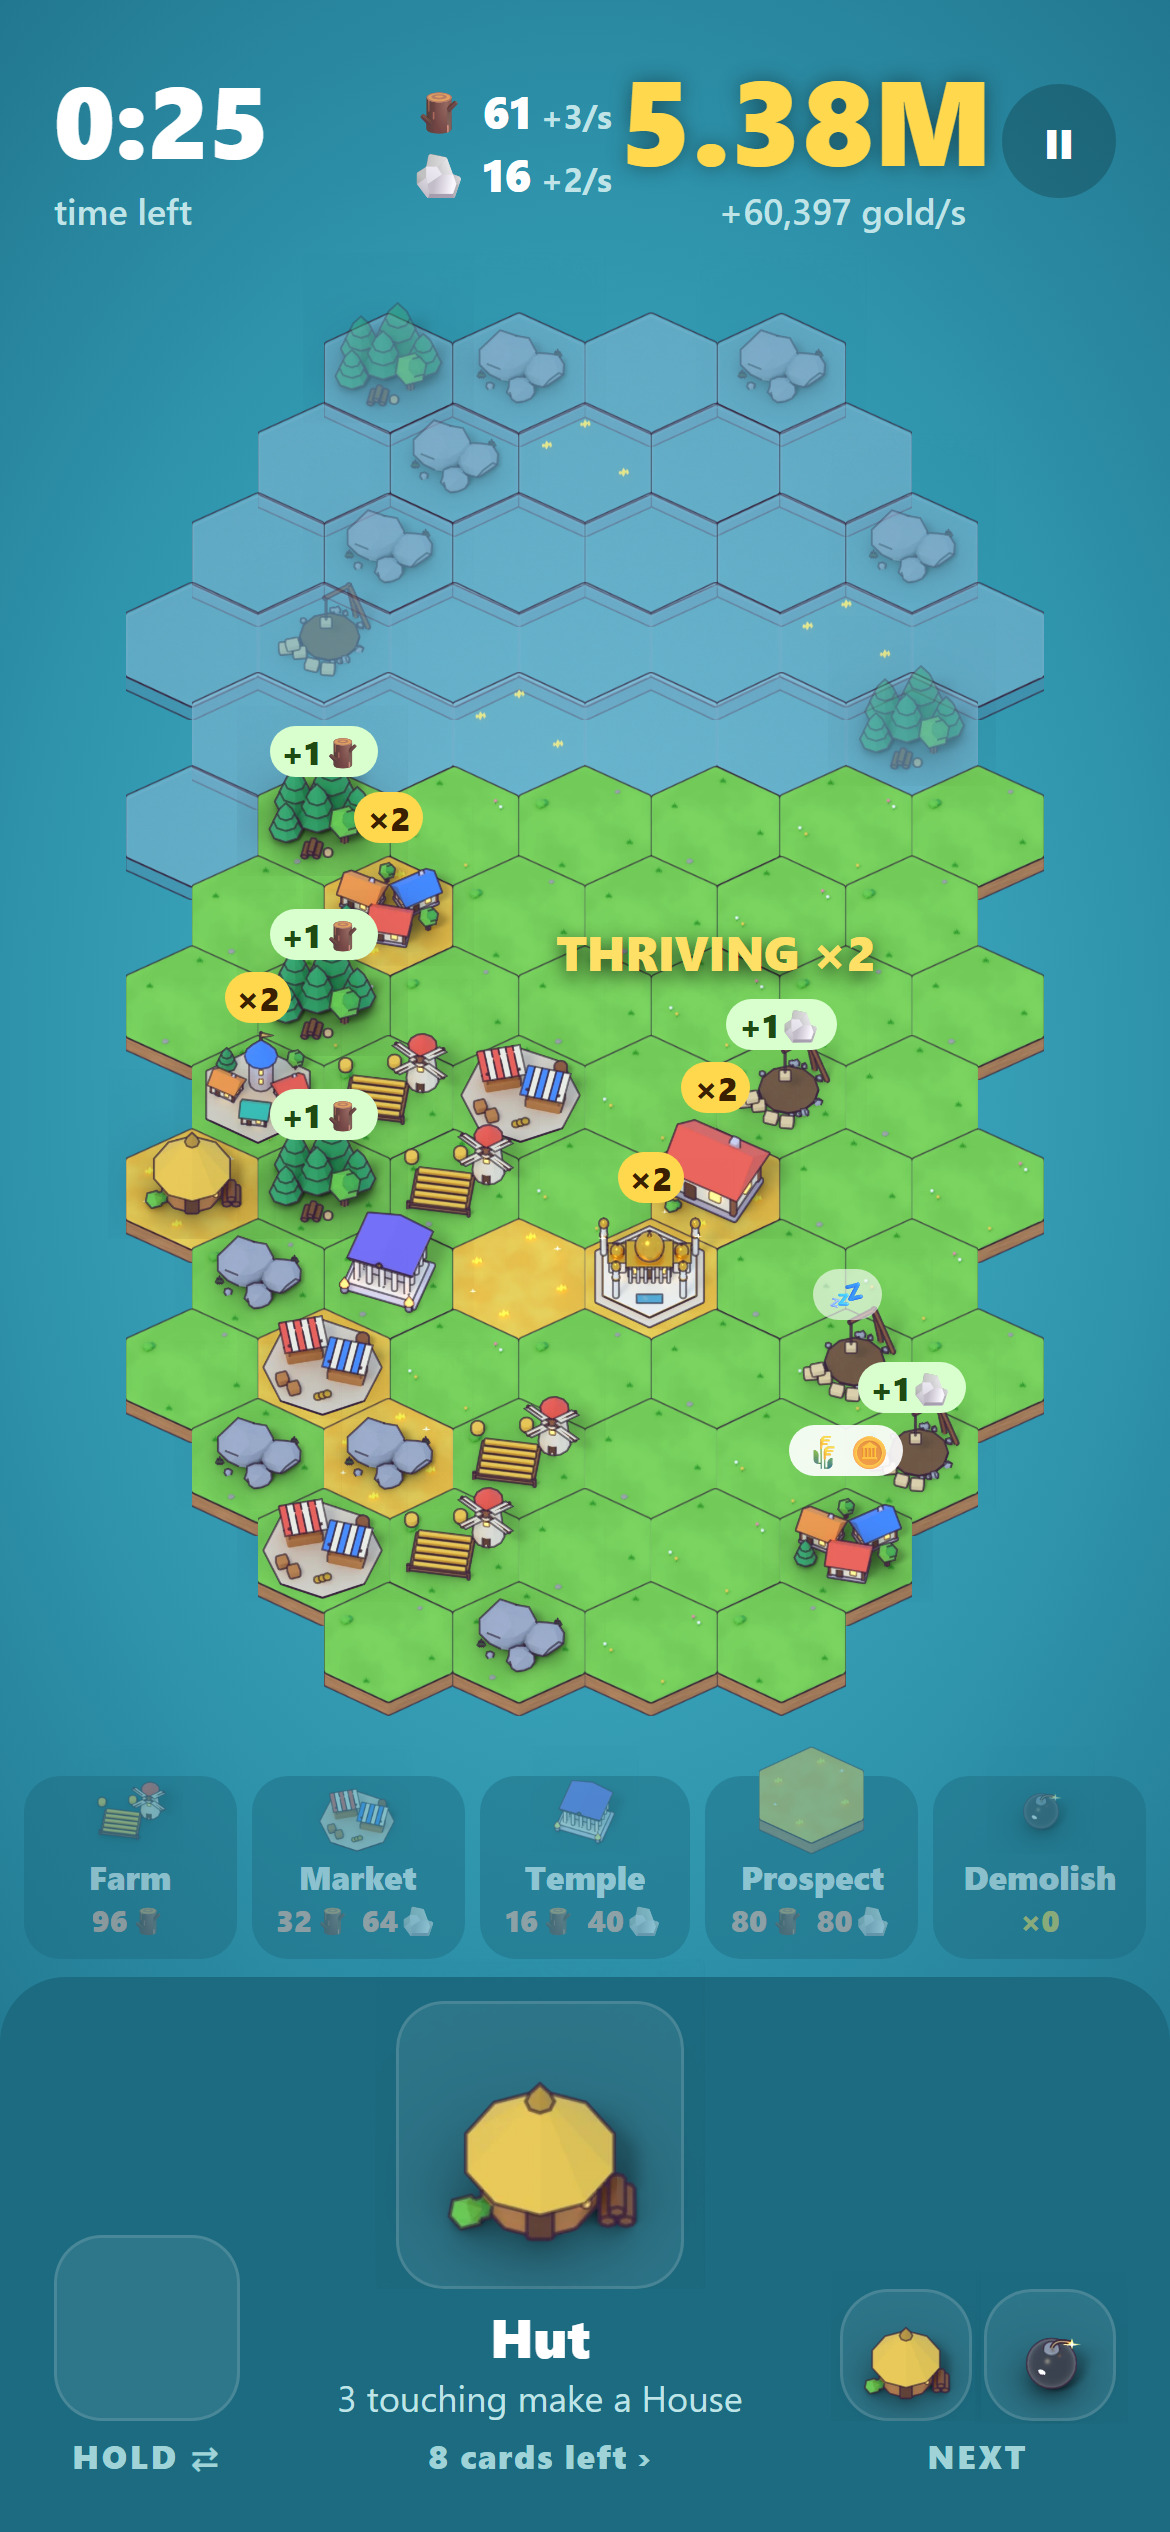 0:25
time left
61 +3/s
16 +2/s
5.38M
+60,397 gold/s
+1
×2
+1
THRIVING ×2
×2
+1
×2
+1
×2
zZ
+1
Farm
96
Market
32 64
Temple
16 40
Prospect
80 80
Demolish
×0
Hut
3 touching make a House
8 cards left ›
HOLD ⇄
NEXT